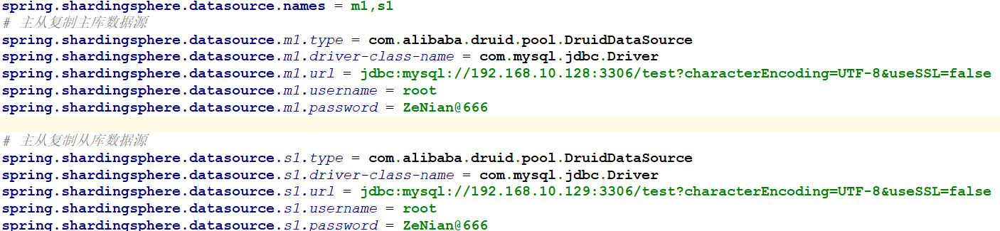 spring.shardingsphere.datasource.names = m1,s1
# 主从复制主库数据源
spring.shardingsphere.datasource.m1.type = com.alibaba.druid.pool.DruidDataSource
spring.shardingsphere.datasource.m1.driver-class-name = com.mysql.jdbc.Driver
spring.shardingsphere.datasource.m1.url = jdbc:mysql://192.168.10.128:3306/test?characterEncoding=UTF-8&useSSL=false
spring.shardingsphere.datasource.m1.username = root
spring.shardingsphere.datasource.m1.password = ZeNian@666
# 主从复制从库数据源
spring.shardingsphere.datasource.s1.type = com.alibaba.druid.pool.DruidDataSource
spring.shardingsphere.datasource.s1.driver-class-name = com.mysql.jdbc.Driver
spring.shardingsphere.datasource.s1.url = jdbc:mysql://192.168.10.129:3306/test?characterEncoding=UTF-8&useSSL=false
spring.shardingsphere.datasource.s1.username = root
spring.shardingsphere.datasource.s1.password = ZeNian@666